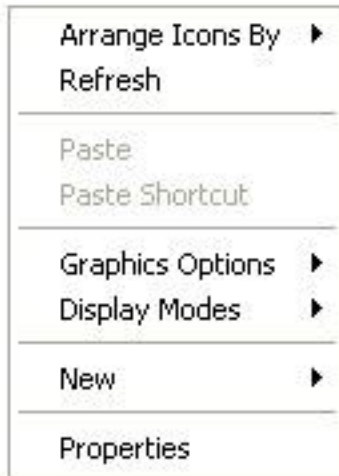 Arrange Icons By
Refresh
Paste
Paste Shortcut
Graphics Options
Display Modes
New
Properties